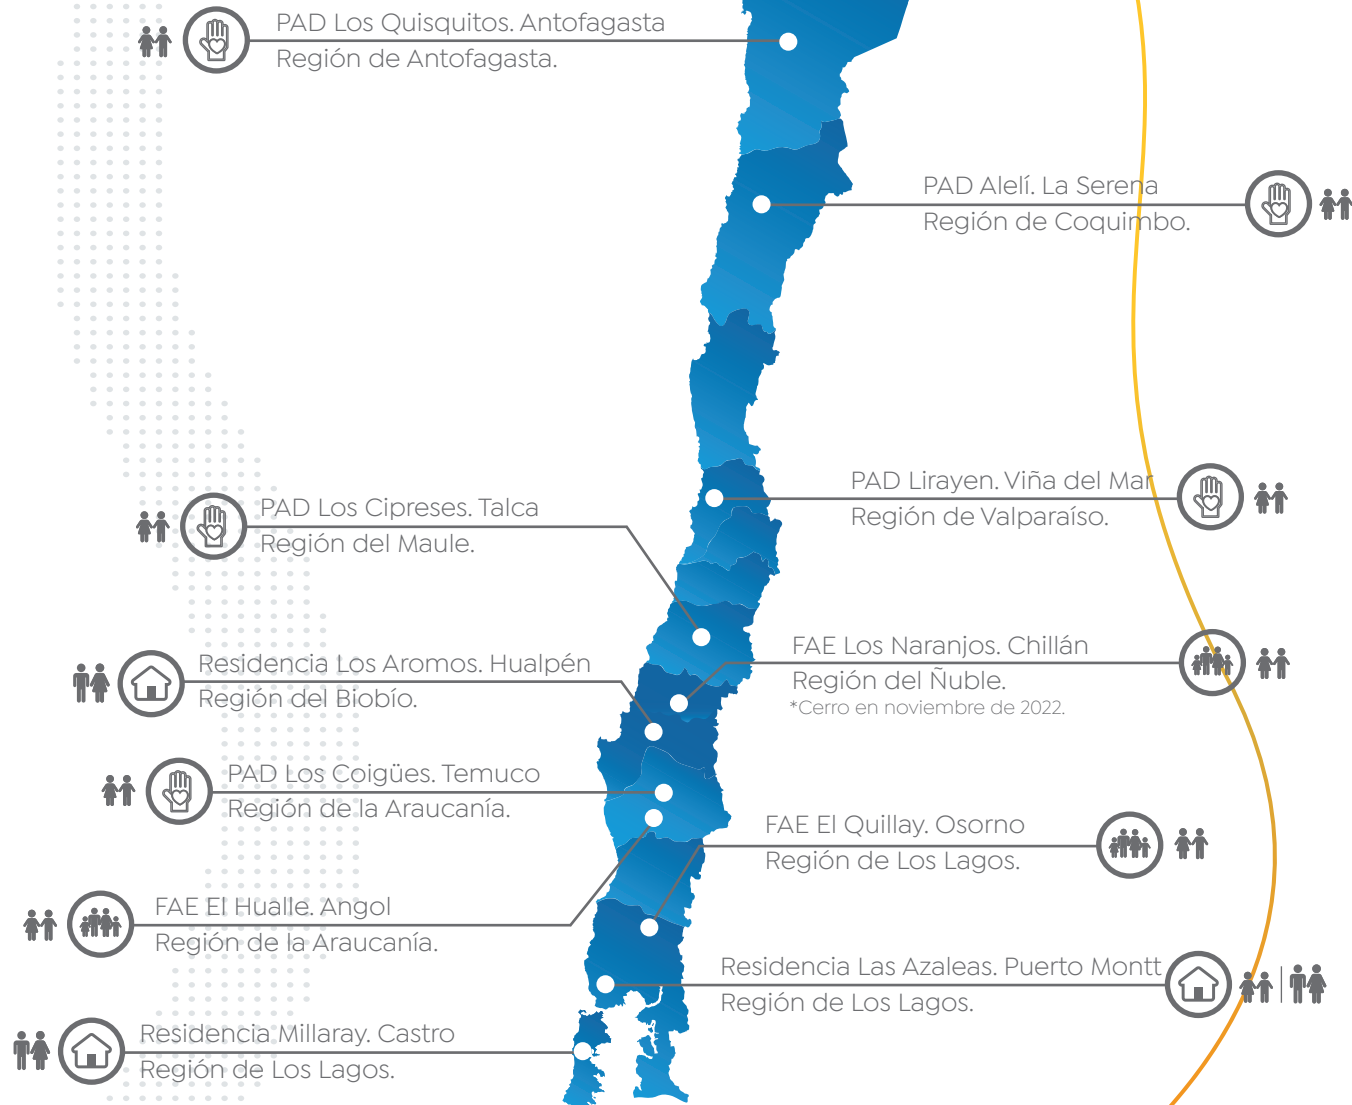 PAD Los Quisquitos. Antofagasta
Región de Antofagasta.
PAD Alelí. La Serena
Región de Coquimbo.
PAD Lirayen. Viña del Mar
Región de Valparaíso.
PAD Los Cipreses. Talca
Región del Maule.
FAE Los Naranjos. Chillán
Región del Ñuble.
*Cerro en noviembre de 2022.
Residencia Los Aromos. Hualpén
Región del Biobío.
PAD Los Coigües. Temuco
Región de la Araucanía.
FAE El Quillay. Osorno
Región de Los Lagos.
FAE El Hualle. Angol
Región de la Araucanía.
Residencia Las Azaleas. Puerto Montt
Región de Los Lagos.
Residencia Millaray. Castro
Región de Los Lagos.